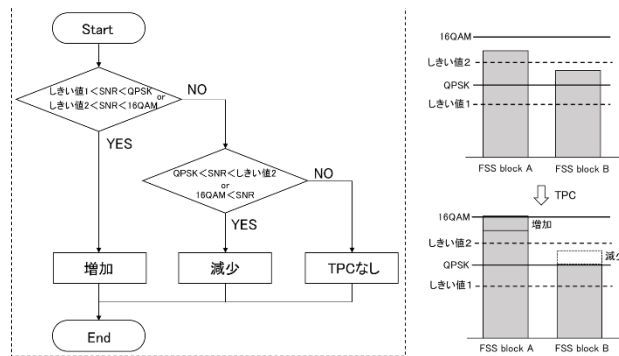 Start
しきい値1＜SNR＜QPSK
or
しきい値2＜SNR＜16QAM
NO
YES
QPSK＜SNR＜しきい値2
or
16QAM＜SNR
NO
YES
増加
減少
TPCなし
End
16QAM
しきい値2
QPSK
しきい値1
FSS block A
FSS block B
TPC
16QAM
増加
しきい値2
QPSK
減少
しきい値1
FSS block A
FSS block B